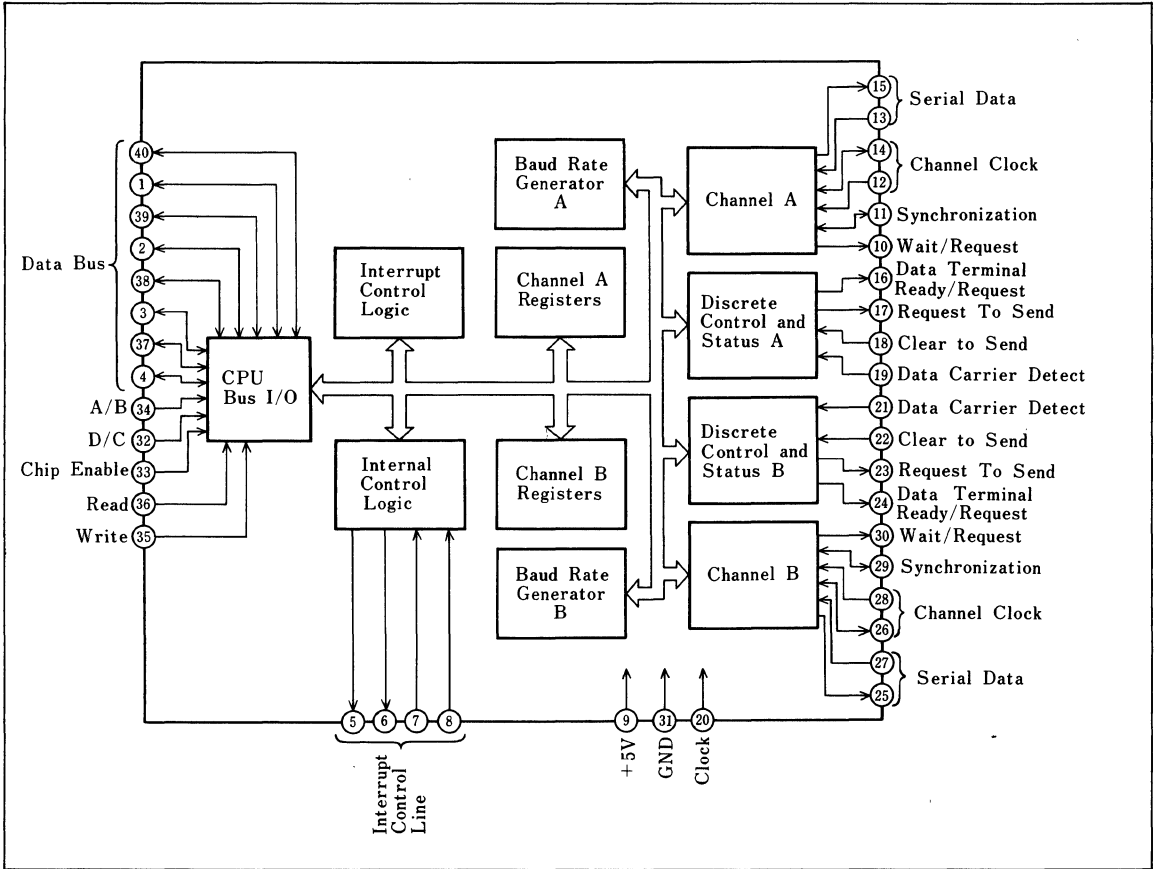 15
Serial Data
13
40
14
Channel Clock
12
1
Baud Rate
Generator
A
Channel A
39
11
Synchronization
2
10
Wait/Request
Data Bus
38
Interrupt
Control
Logic
Channel A
Registers
Discrete
Control and
Status A
16
Data Terminal
Ready/Request
17
Request To Send
3
18
Clear to Send
37
19
Data Carrier Detect
4
CPU
Bus I/O
A/B
34
21
Data Carrier Detect
D/C
32
22
Clear to Send
Chip Enable
33
Internal
Control
Logic
Channel B
Registers
Discrete
Control and
Status B
23
Request To Send
Read
36
24
Data Terminal
Ready/Request
Write
35
30
Wait/Request
29
Synchronization
Baud Rate
Generator
B
Channel B
28
Channel Clock
26
27
Serial Data
25
5
6
7
8
9
31
20
Interrupt
Control
Line
+5V
GND
Clock